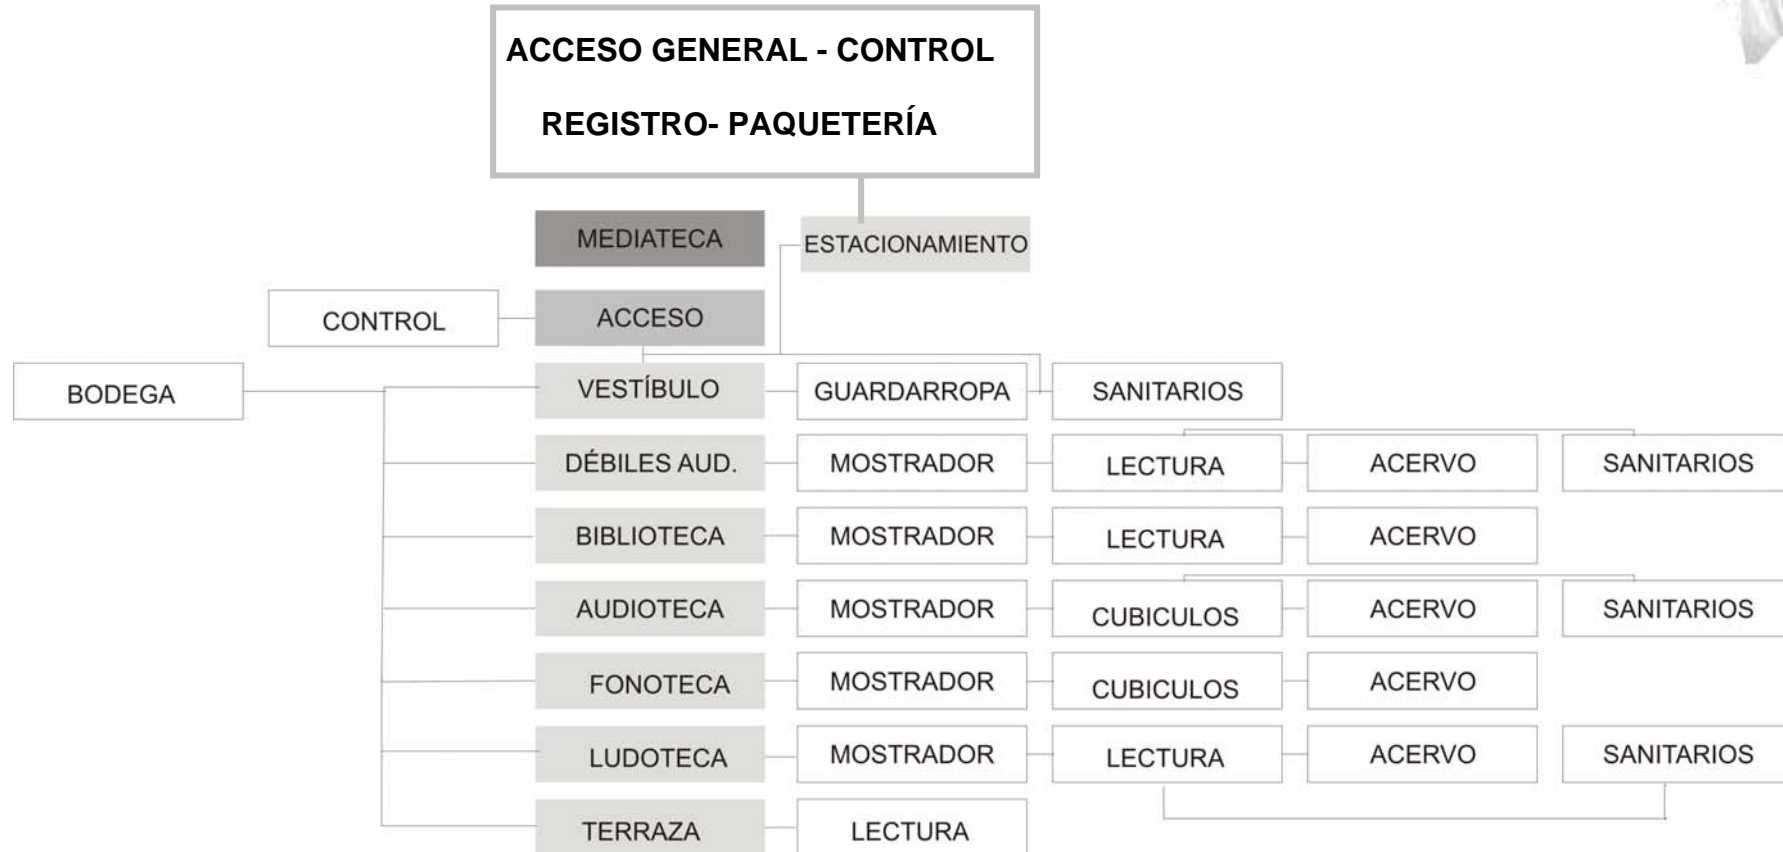 ACCESO GENERAL - CONTROL
REGISTRO- PAQUETERÍA
MEDIATECA
ESTACIONAMIENTO
CONTROL
ACCESO
BODEGA
VESTÍBULO
GUARDARROPA
SANITARIOS
DÉBILES AUD.
MOSTRADOR
LECTURA
ACERVO
SANITARIOS
BIBLIOTECA
MOSTRADOR
LECTURA
ACERVO
AUDIOTECA
MOSTRADOR
CUBICULOS
ACERVO
SANITARIOS
FONOTECA
MOSTRADOR
CUBICULOS
ACERVO
LUDOTECA
MOSTRADOR
LECTURA
ACERVO
SANITARIOS
TERRAZA
LECTURA